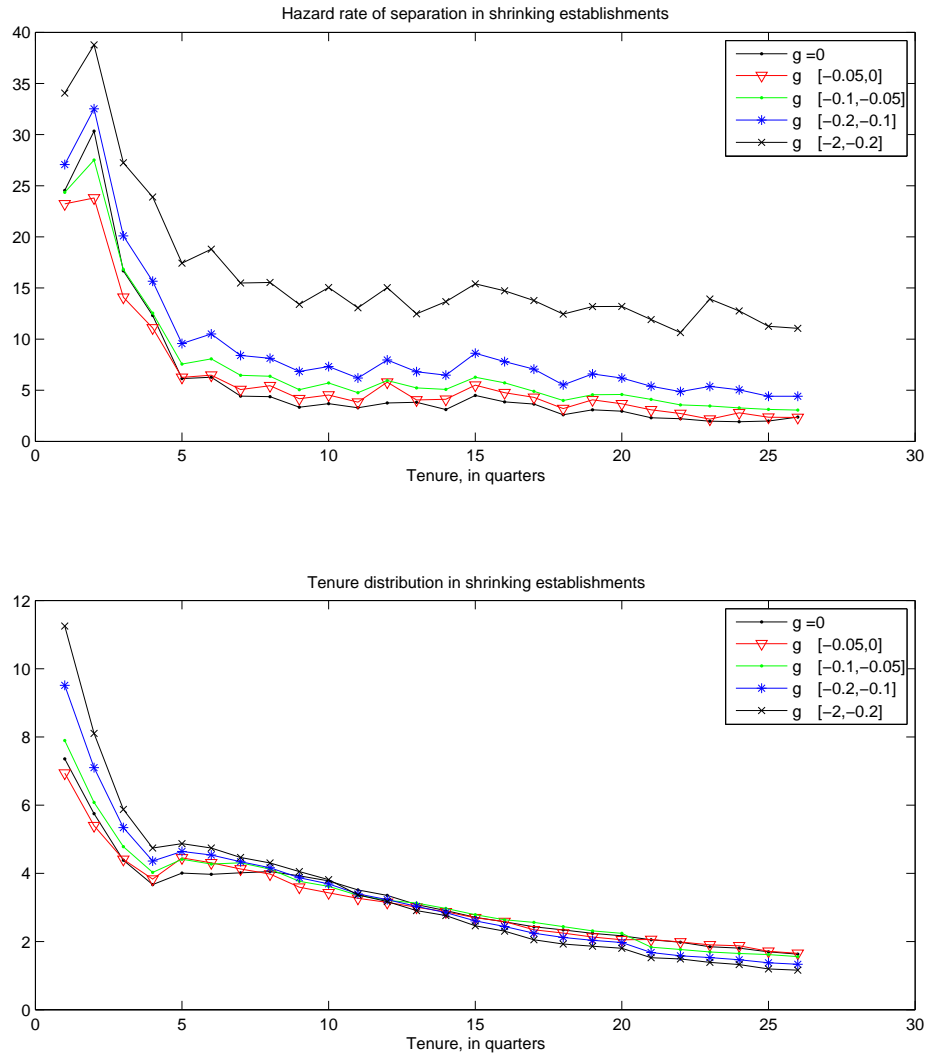 Hazard rate of separation in shrinking establishments
40
35
30
25
20
15
10
5
0
0 5 10 15 20 25 30
Tenure, in quarters
g =0
g [−0.05,0]
g [−0.1,−0.05]
g [−0.2,−0.1]
g [−2,−0.2]
Tenure distribution in shrinking establishments
12
10
8
6
4
2
0
0 5 10 15 20 25 30
Tenure, in quarters
g =0
g [−0.05,0]
g [−0.1,−0.05]
g [−0.2,−0.1]
g [−2,−0.2]